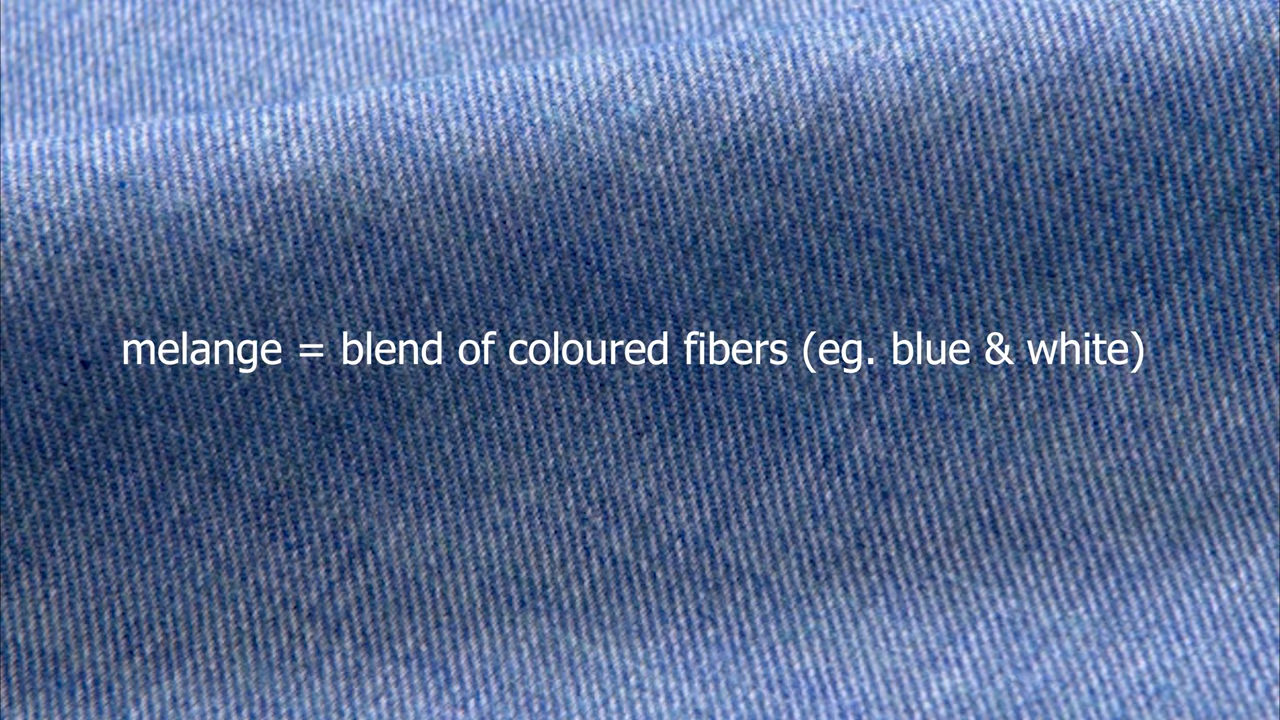 melange = blend of coloured fibers (eg. blue & white)